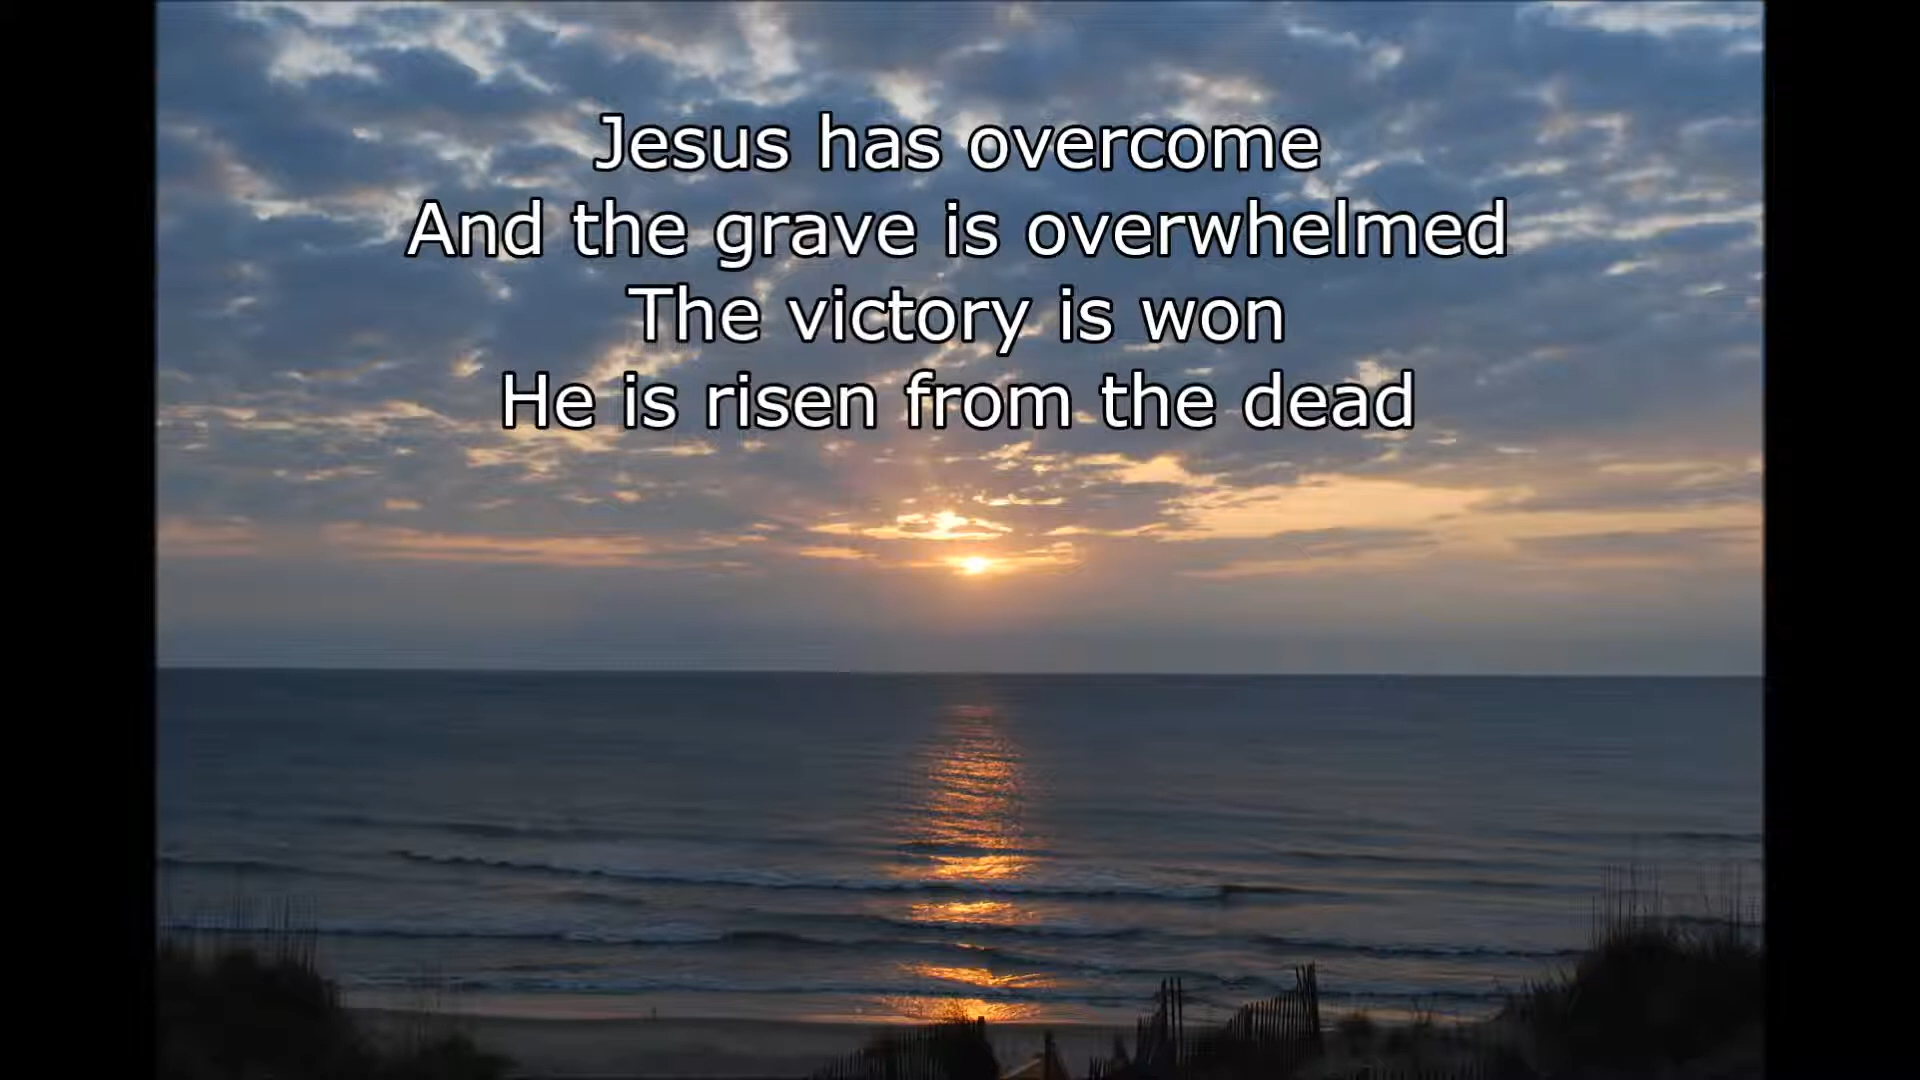 Jesus has overcome
And the grave is overwhelmed
The victory is won
He is risen from the dead